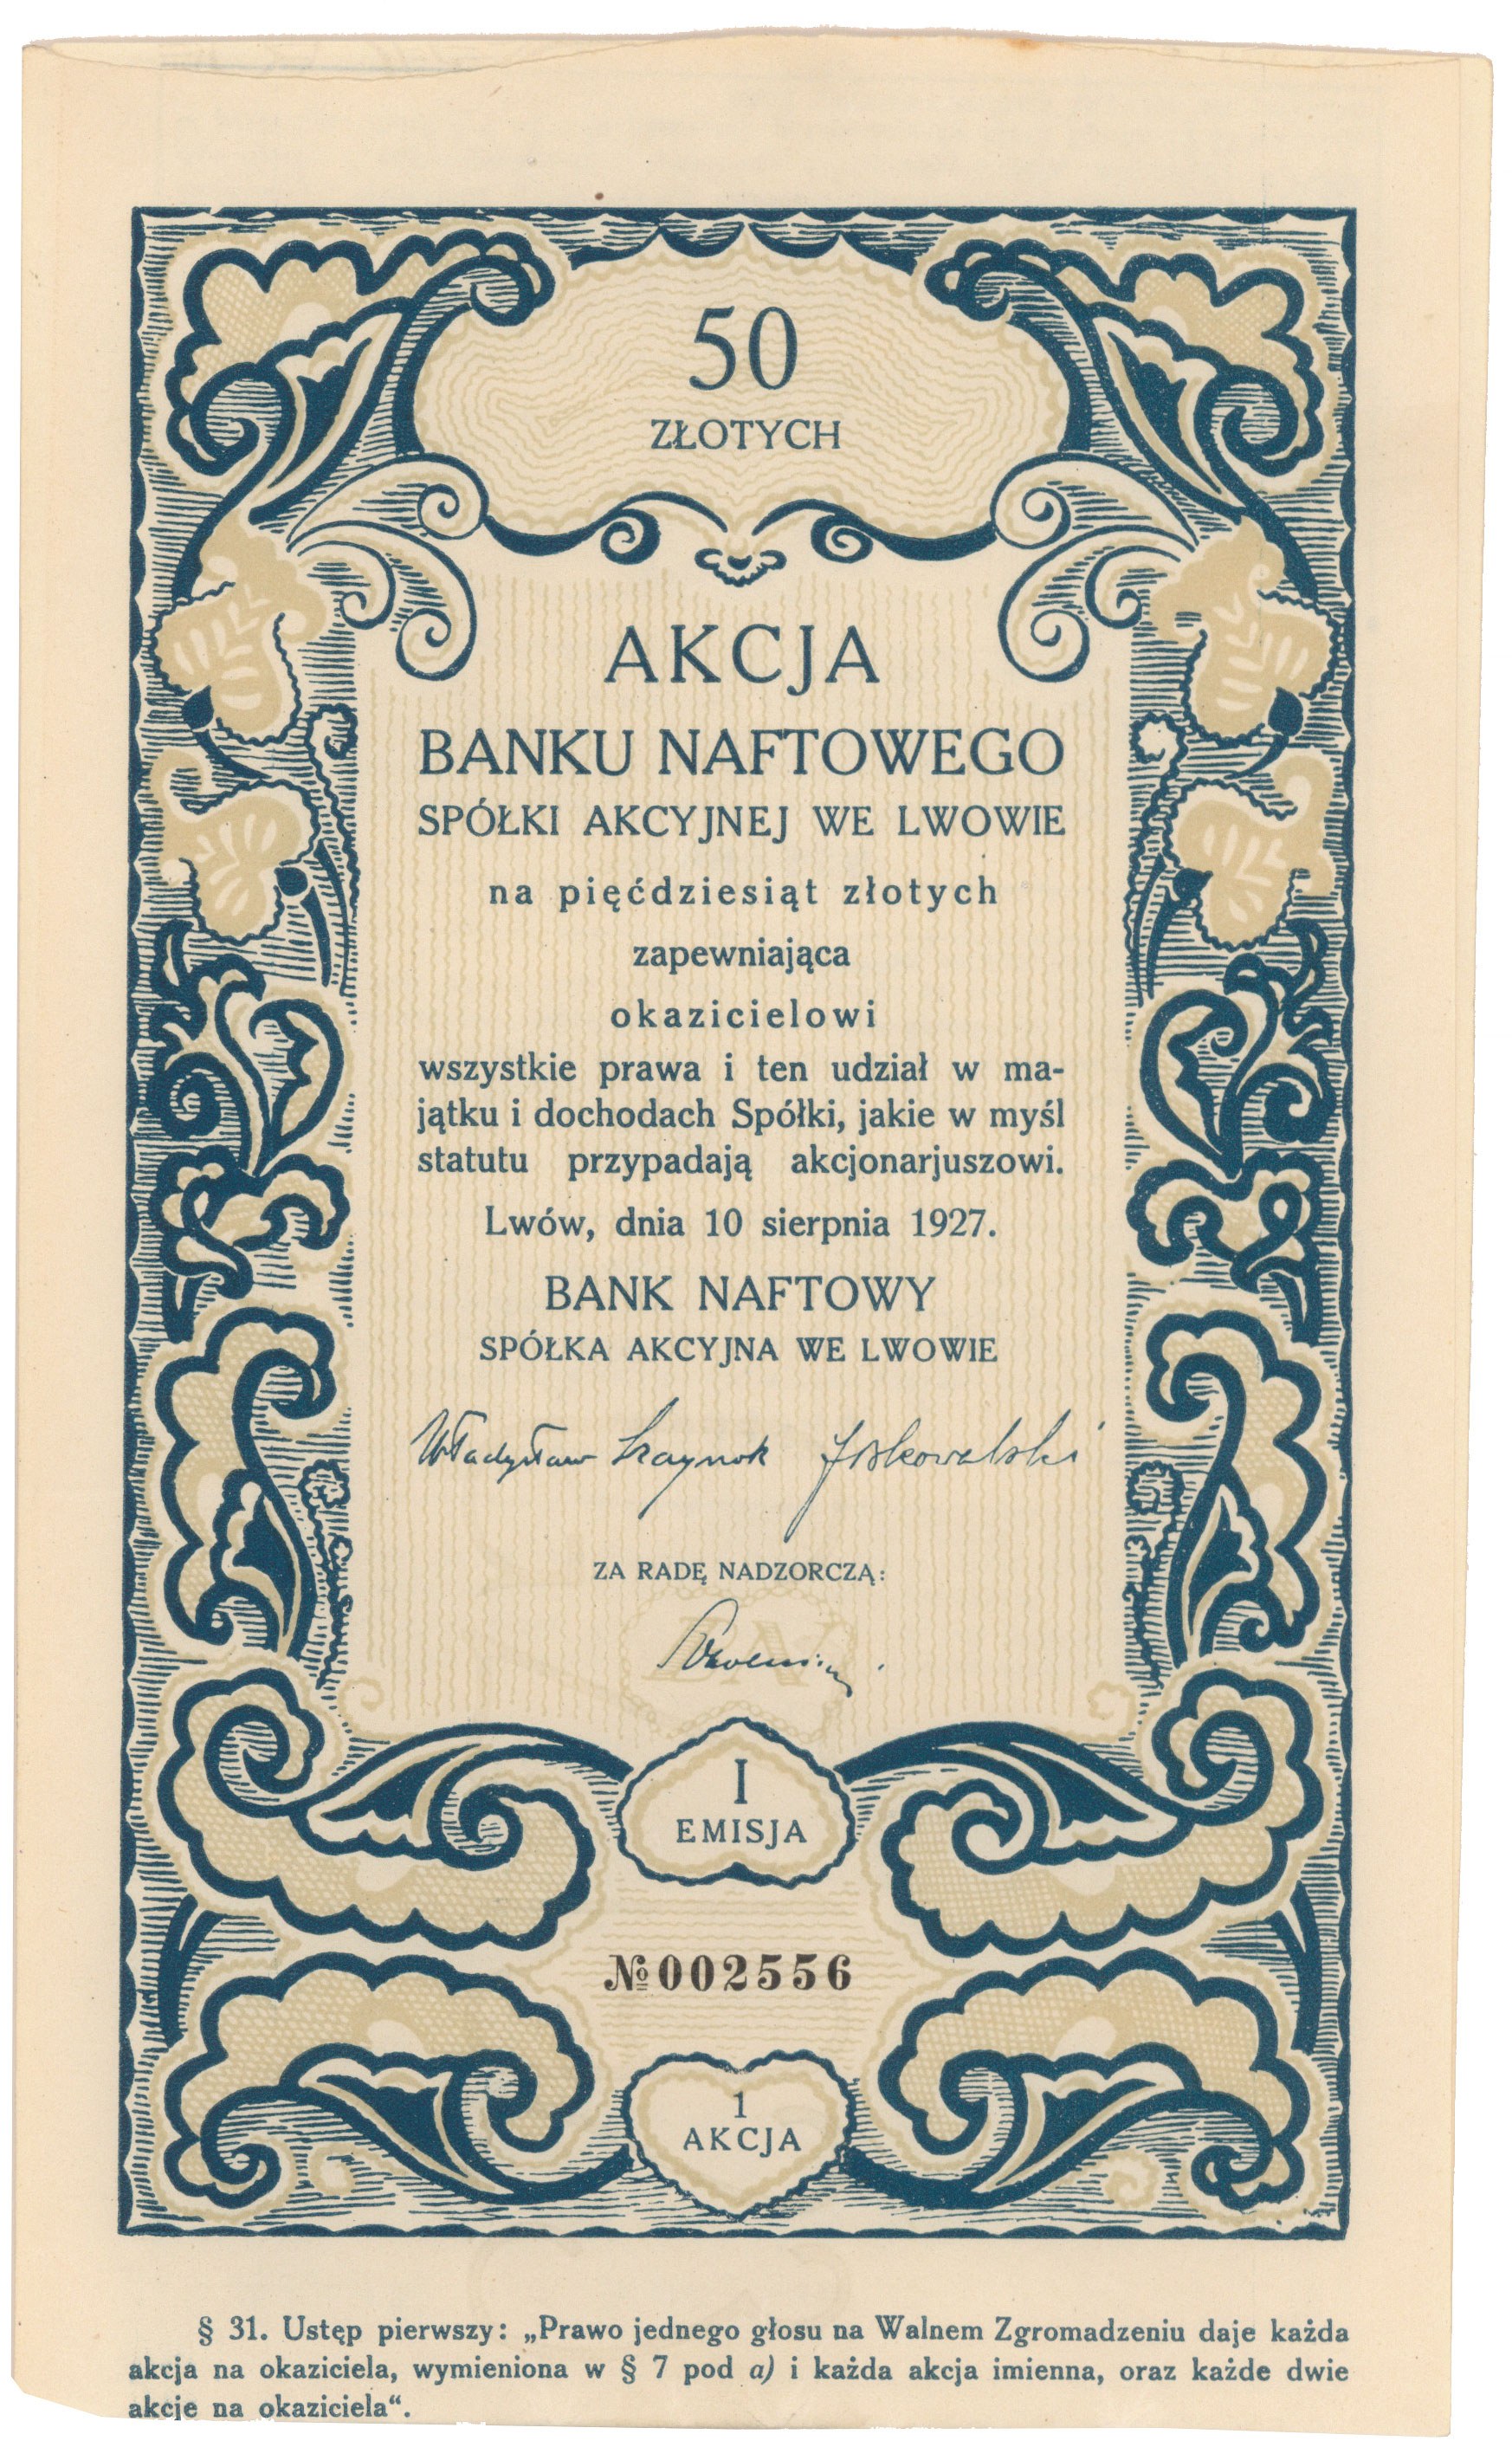 50
ZŁOTYCH
AKCJA
BANKU NAFTOWEGO
SPÓŁKI AKCYJNEJ WE LWOWIE
na pięćdziesiąt złotych
zapewniająca
okazicielowi
wszystkie prawa i ten udział w ma-
jątku i dochodach Spółki, jakie w myśl
statutu przypadają akcjonarjuszowi.
Lwów, dnia 10 sierpnia 1927.
BANK NAFTOWY
SPÓŁKA AKCYJNA WE LWOWIE
Władysław Szaynok
ZA RADĘ NADZORCZĄ:
BN
I
EMISJA
№ 002556
1
AKCJA
§ 31. Ustęp pierwszy: „Prawo jednego głosu na Walnem Zgromadzeniu daje każda
akcja na okaziciela, wymieniona w § 7 pod a) i każda akcja imienna, oraz każde dwie
akcje na okaziciela“.